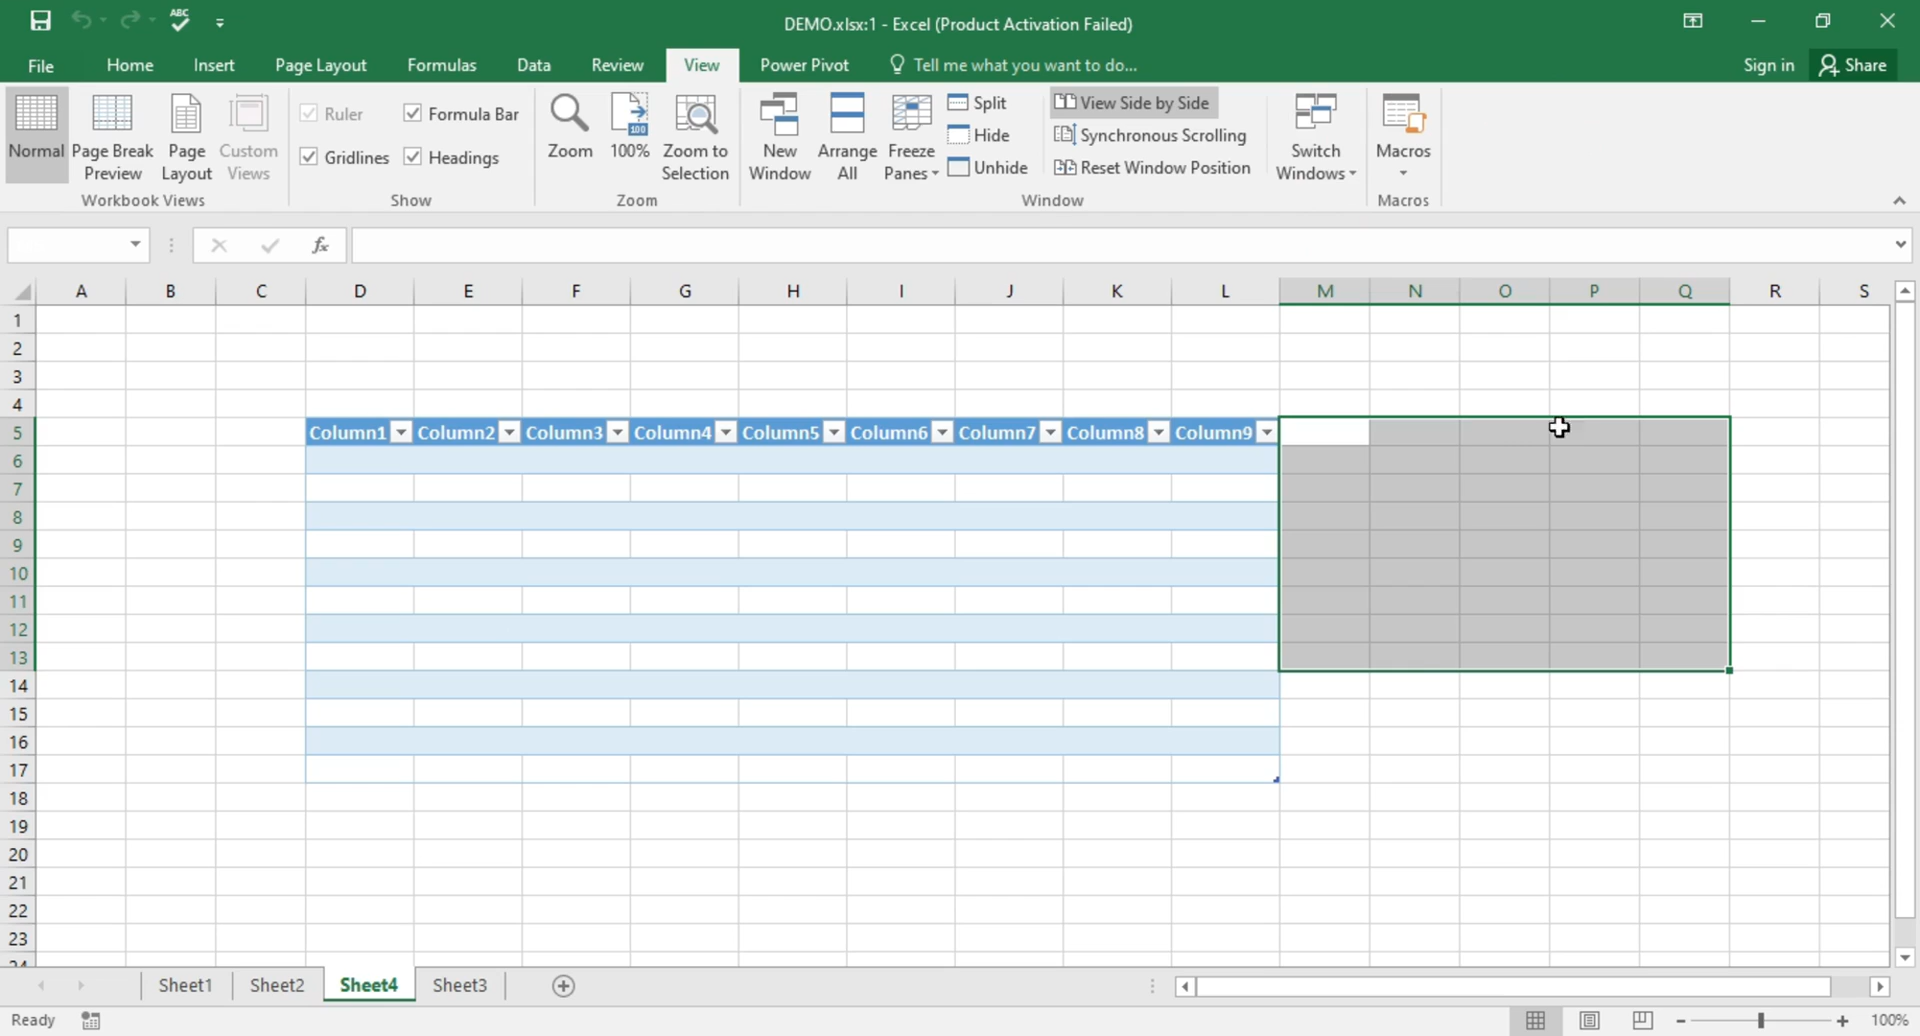 ABC
DEMO.xlsx:1 - Excel (Product Activation Failed)
File Home Insert Page Layout Formulas Data Review View Power Pivot Tell me what you want to do... Sign in Share
Normal Page Break Preview Page Layout Custom Views
Workbook Views
Ruler Formula Bar
Gridlines Headings
Show
Zoom 100% Zoom to Selection
100
Zoom
New Window Arrange All Freeze Panes
Split View Side by Side
Hide Synchronous Scrolling
Unhide Reset Window Position
Switch Windows
Window
Macros
Macros
fx
A B C D E F G H I J K L M N O P Q R S
1
2
3
4
5 Column1 Column2 Column3 Column4 Column5 Column6 Column7 Column8 Column9
6
7
8
9
10
11
12
13
14
15
16
17
18
19
20
21
22
23
24
Sheet1 Sheet2 Sheet4 Sheet3
Ready 100%